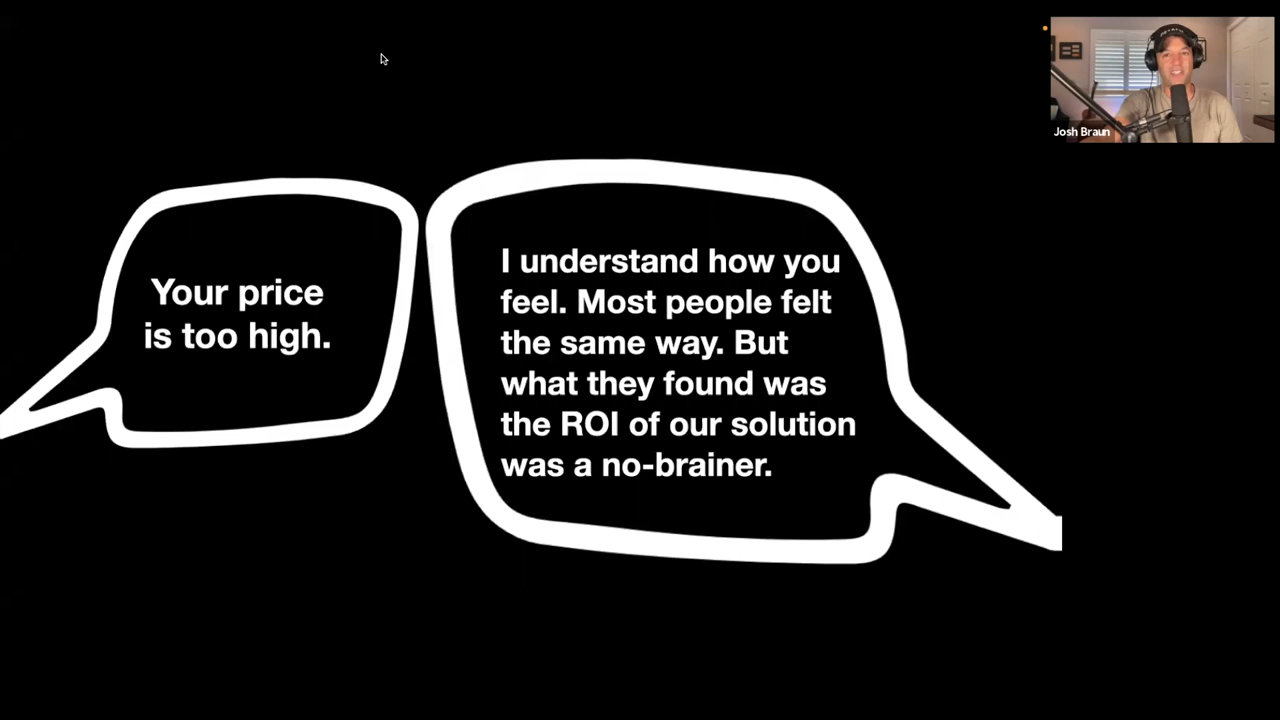 Your price
is too high.
I understand how you
feel. Most people felt
the same way. But
what they found was
the ROI of our solution
was a no-brainer.
Josh Braun